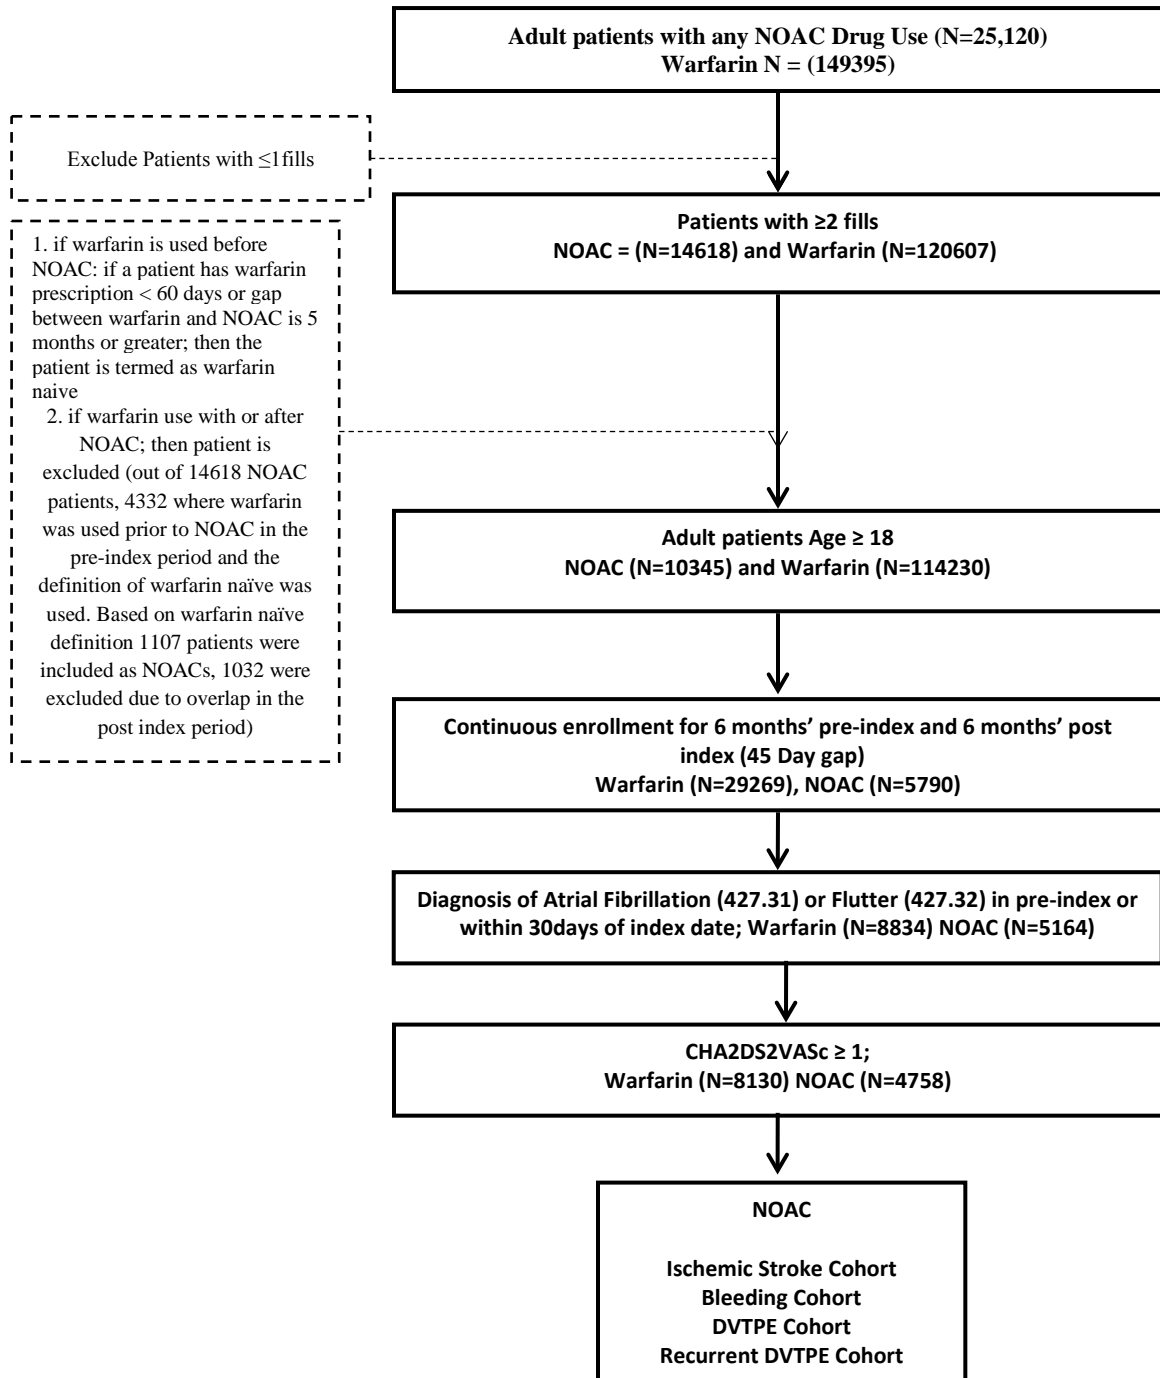 Adult patients with any NOAC Drug Use (N=25,120)
Warfarin N = (149395)
Exclude Patients with ≤1fills
Patients with ≥2 fills
NOAC = (N=14618) and Warfarin (N=120607)
1. if warfarin is used before
NOAC: if a patient has warfarin
prescription < 60 days or gap
between warfarin and NOAC is 5
months or greater; then the
patient is termed as warfarin
naive
2. if warfarin use with or after
NOAC; then patient is
excluded (out of 14618 NOAC
patients, 4332 where warfarin
was used prior to NOAC in the
pre-index period and the
definition of warfarin naïve was
used. Based on warfarin naïve
definition 1107 patients were
included as NOACs, 1032 were
excluded due to overlap in the
post index period)
Adult patients Age ≥ 18
NOAC (N=10345) and Warfarin (N=114230)
Continuous enrollment for 6 months’ pre-index and 6 months’ post
index (45 Day gap)
Warfarin (N=29269), NOAC (N=5790)
Diagnosis of Atrial Fibrillation (427.31) or Flutter (427.32) in pre-index or
within 30days of index date; Warfarin (N=8834) NOAC (N=5164)
CHA2DS2VASc ≥ 1;
Warfarin (N=8130) NOAC (N=4758)
NOAC
Ischemic Stroke Cohort
Bleeding Cohort
DVTPE Cohort
Recurrent DVTPE Cohort